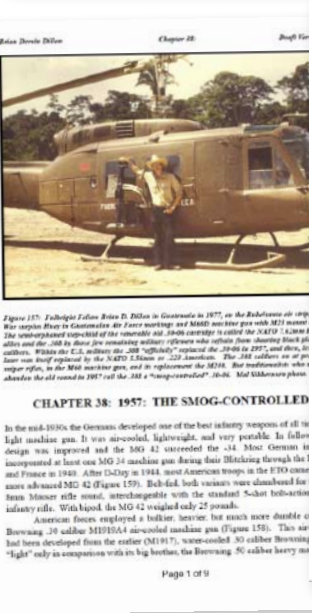 Brian Dervin Dillon Chapter 38: Draft Ver
Figure 157: Fulbright Fellow Brian D. Dillon in Guatemala in 1977, on the Rubelsanto air strip
War surplus Huey in Guatemalan Air Force markings and M60D machine gun with M23 mount
The semi-orphaned step-child of the venerable old .30-06 cartridge is called the NATO 7.62mm
allies and the .308 by those few remaining military riflemen who refrain from shooting black pl
calibers. Within the U.S. military the .308 "officially" replaced the .30-06 in 1957, and then, in
later was itself replaced by the NATO 5.56mm or .223 American. The .308 soldiers on
sniper rifles, in the M60 machine gun, and its replacement the M240. But traditionalists who
abandon the old round in 1957 call the .308 a "smog-controlled" .30-06.
CHAPTER 38: 1957: THE SMOG-CONTROLLED
In the mid-1930s the Germans developed one of the best infantry weapons of all
light machine gun. It was air-cooled, lightweight, and very portable. In follow
design was improved and the MG 42 succeeded the -34. Most German in
incorporated at least one MG 34 machine gun during their Blitzkrieg through the
and France in 1940. After D-Day in 1944, most American troops in the ETO came
more advanced MG 42 (Figure 159). Belt-fed, both variants were chambered for
8mm Mauser rifle round, interchangeable with the standard 5-shot bolt-action
infantry rifle. With bipod, the MG 42 weighed only 25 pounds.
American forces employed a bulkier, heavier, but much more durable
Browning .30 caliber M1919A4 air-cooled machine gun (Figure 158). This air-
had been developed from the earlier (M1917), water-cooled .30 caliber Browning
"light" only in comparison with its big brother, the Browning .50 caliber heavy ma
Page 1 of 9